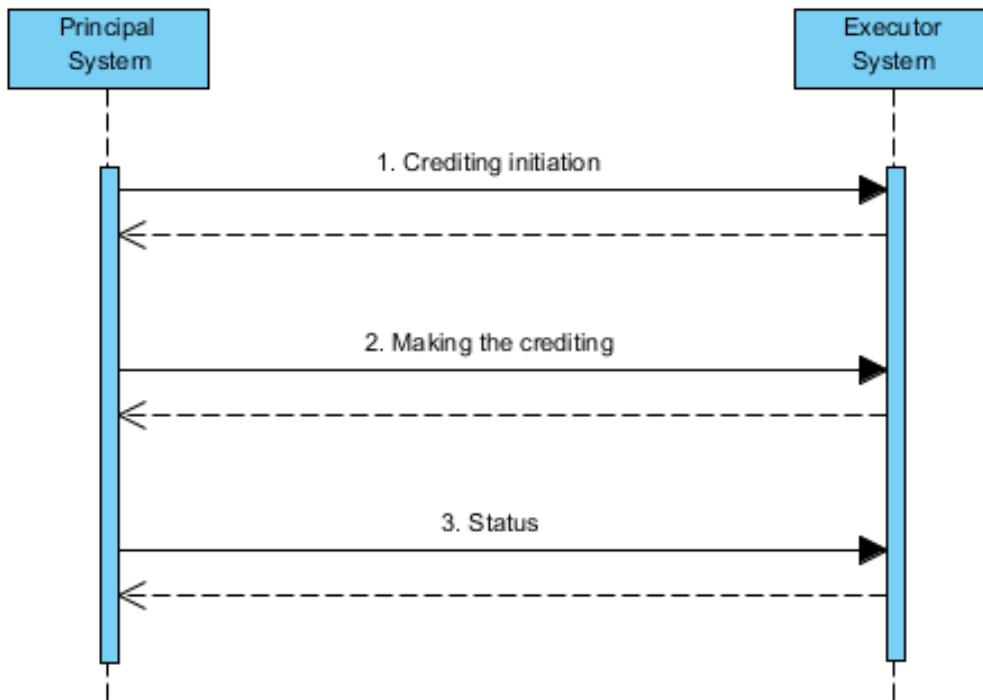 Principal
System
Executor
System
1. Crediting initiation
2. Making the crediting
3. Status